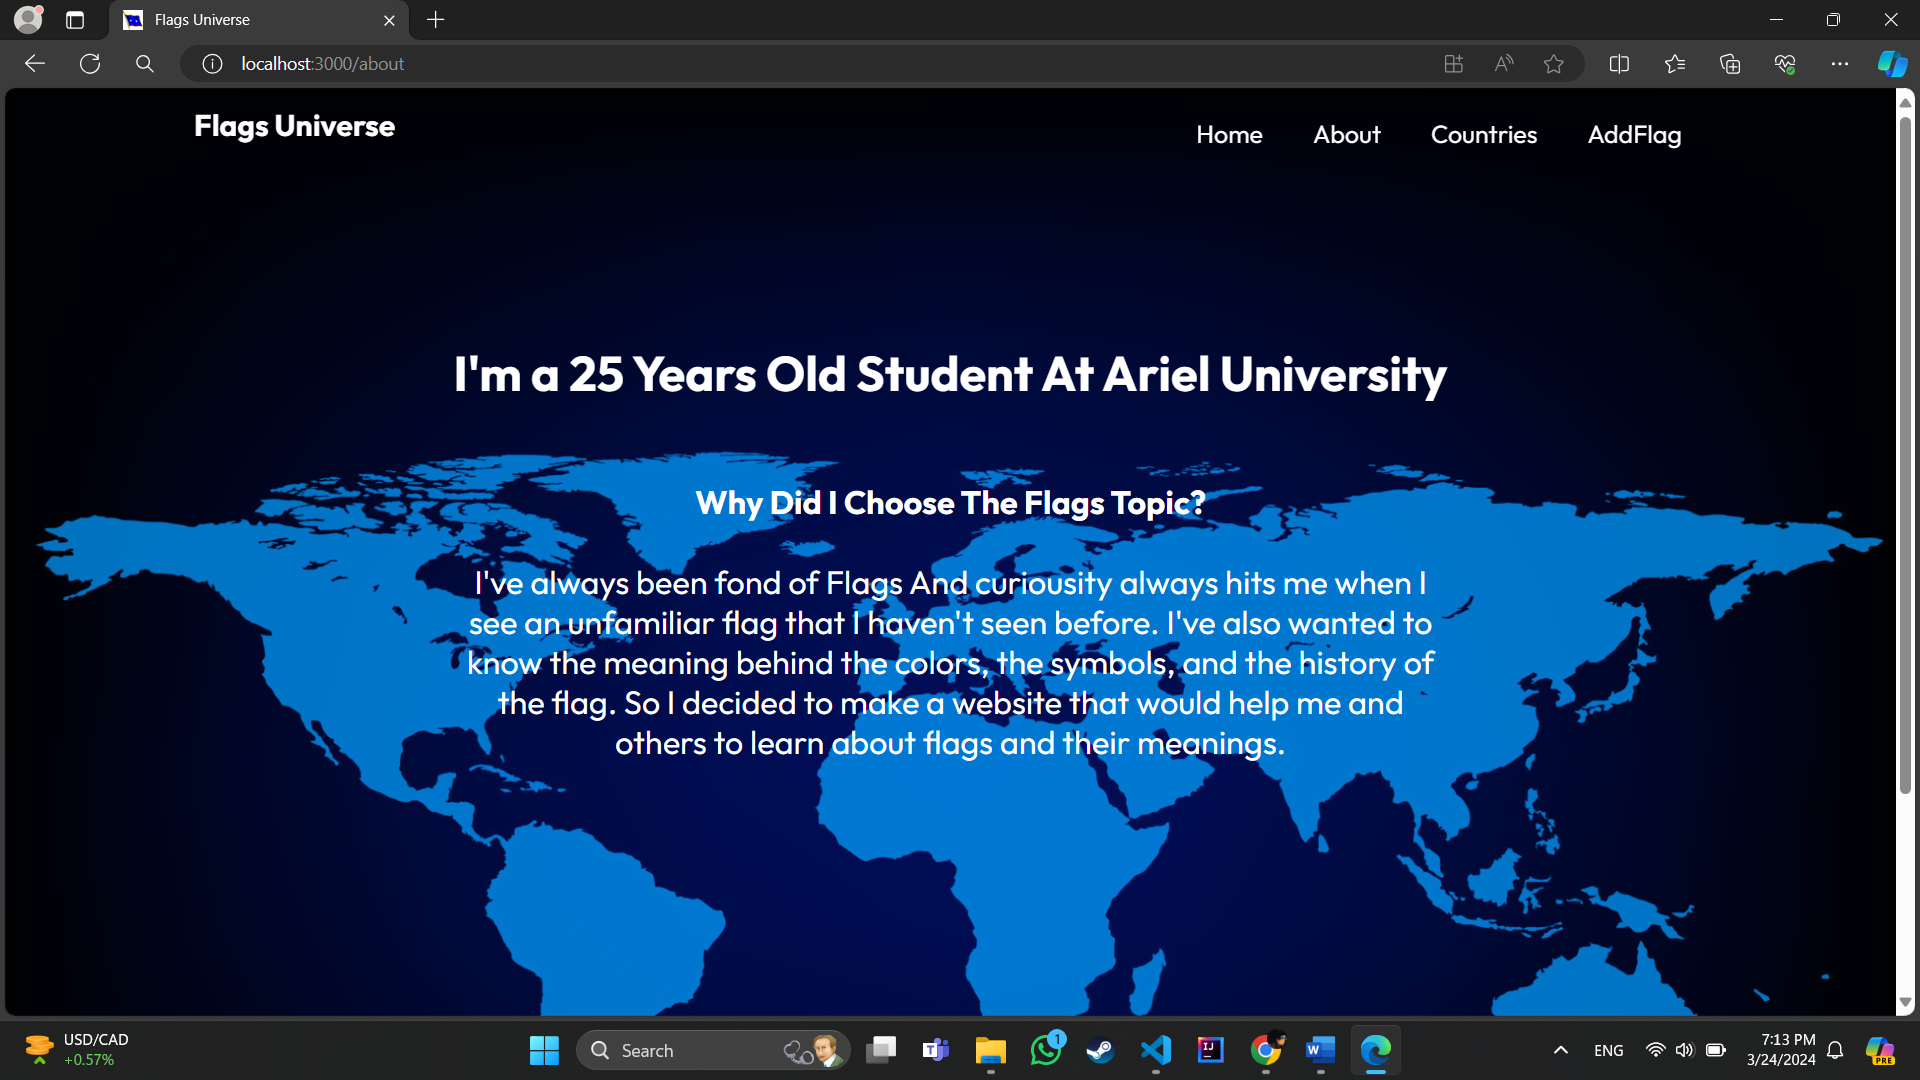 Flags Universe
localhost:3000/about
Flags Universe
Home About Countries AddFlag
I'm a 25 Years Old Student At Ariel University
Why Did I Choose The Flags Topic?
I've always been fond of Flags And curiousity always hits me when I
see an unfamiliar flag that I haven't seen before. I've also wanted to
know the meaning behind the colors, the symbols, and the history of
the flag. So I decided to make a website that would help me and
others to learn about flags and their meanings.
USD/CAD
+0.57%
Search
1
ENG
7:13 PM
3/24/2024
PRE